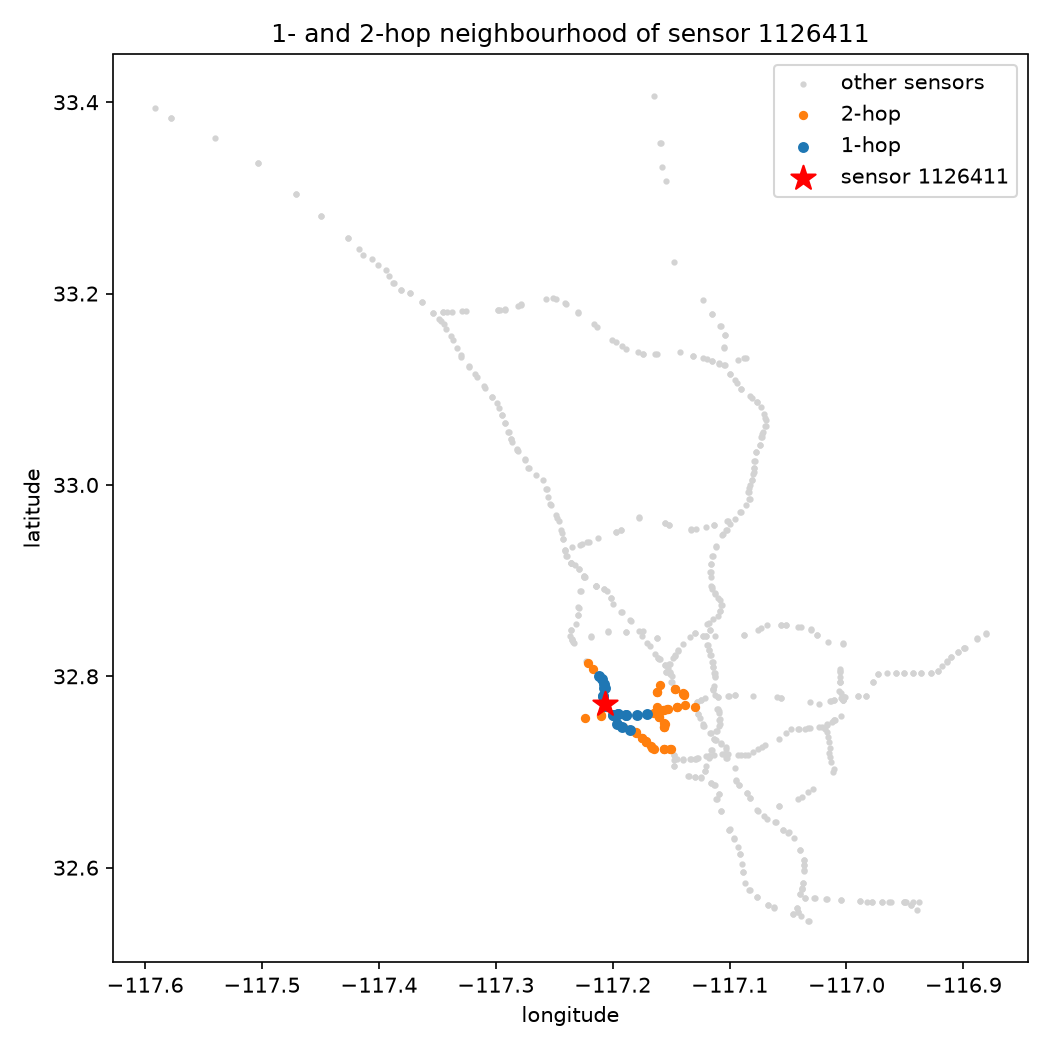 1- and 2-hop neighbourhood of sensor 1126411
other sensors
2-hop
1-hop
sensor 1126411
33.4
33.2
33.0
32.8
32.6
latitude
−117.6
−117.5
−117.4
−117.3
−117.2
−117.1
−117.0
−116.9
longitude